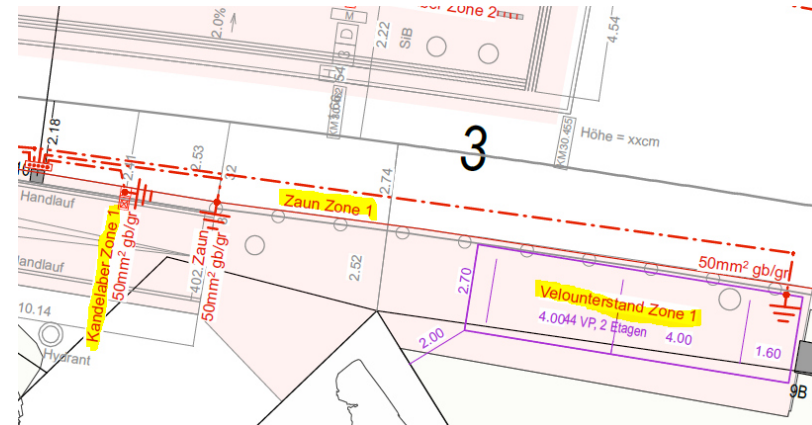 er Zone 2
2.0%
M
D
2.22
SiB
4.54
KM30.455
Höhe = xxcm
3
2.18
2.41
2.53
2.74
Handlauf
Zaun Zone 1
Kandelaber Zone 1
50mm² gb/gr
Zaun
50mm² gb/gr
402
2.52
Handlauf
10.14
Hydrant
2.70
2.00
50mm² gb/gr
Velounterstand Zone 1
4.0044 VP, 2 Etagen
4.00
1.60
9B